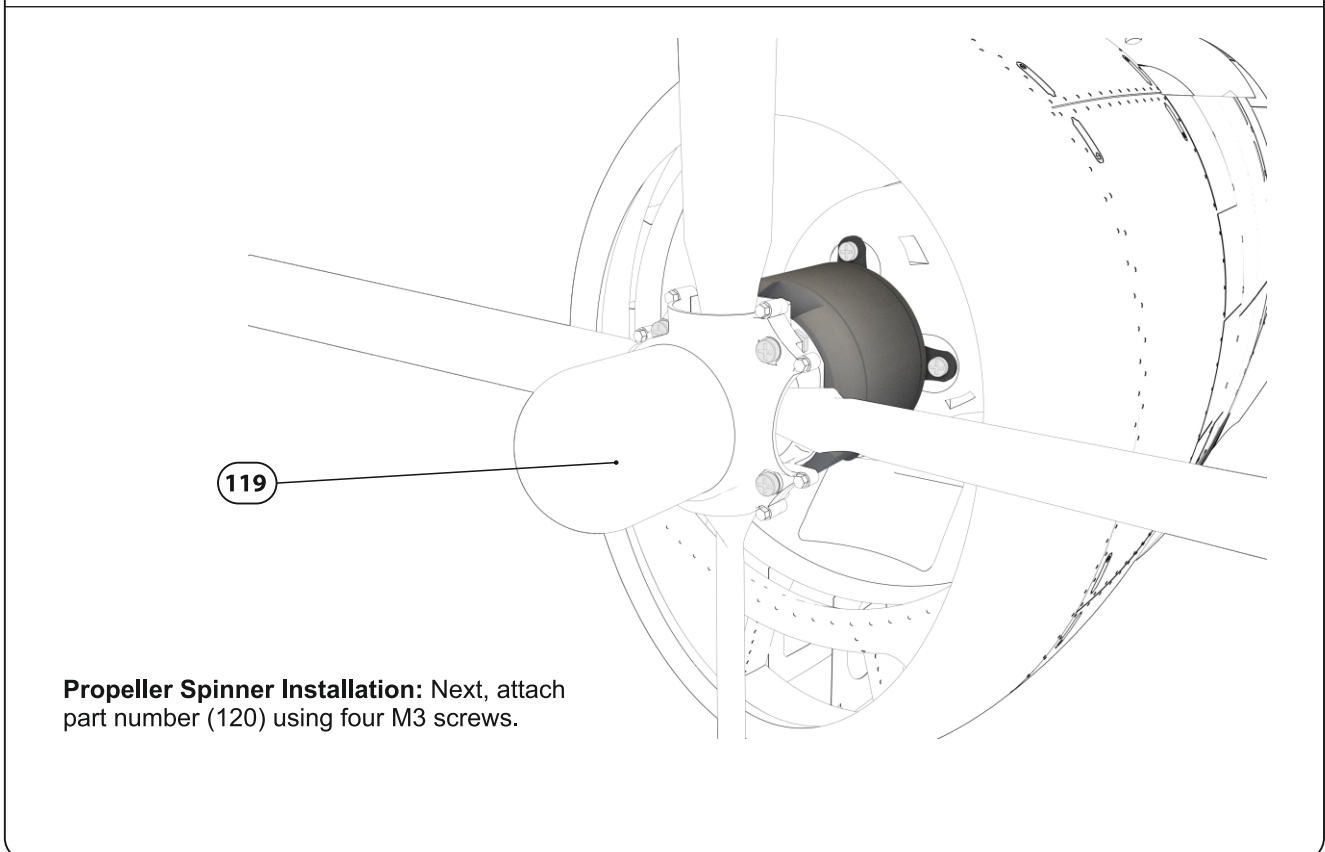 119
Propeller Spinner Installation: Next, attach
part number (120) using four M3 screws.